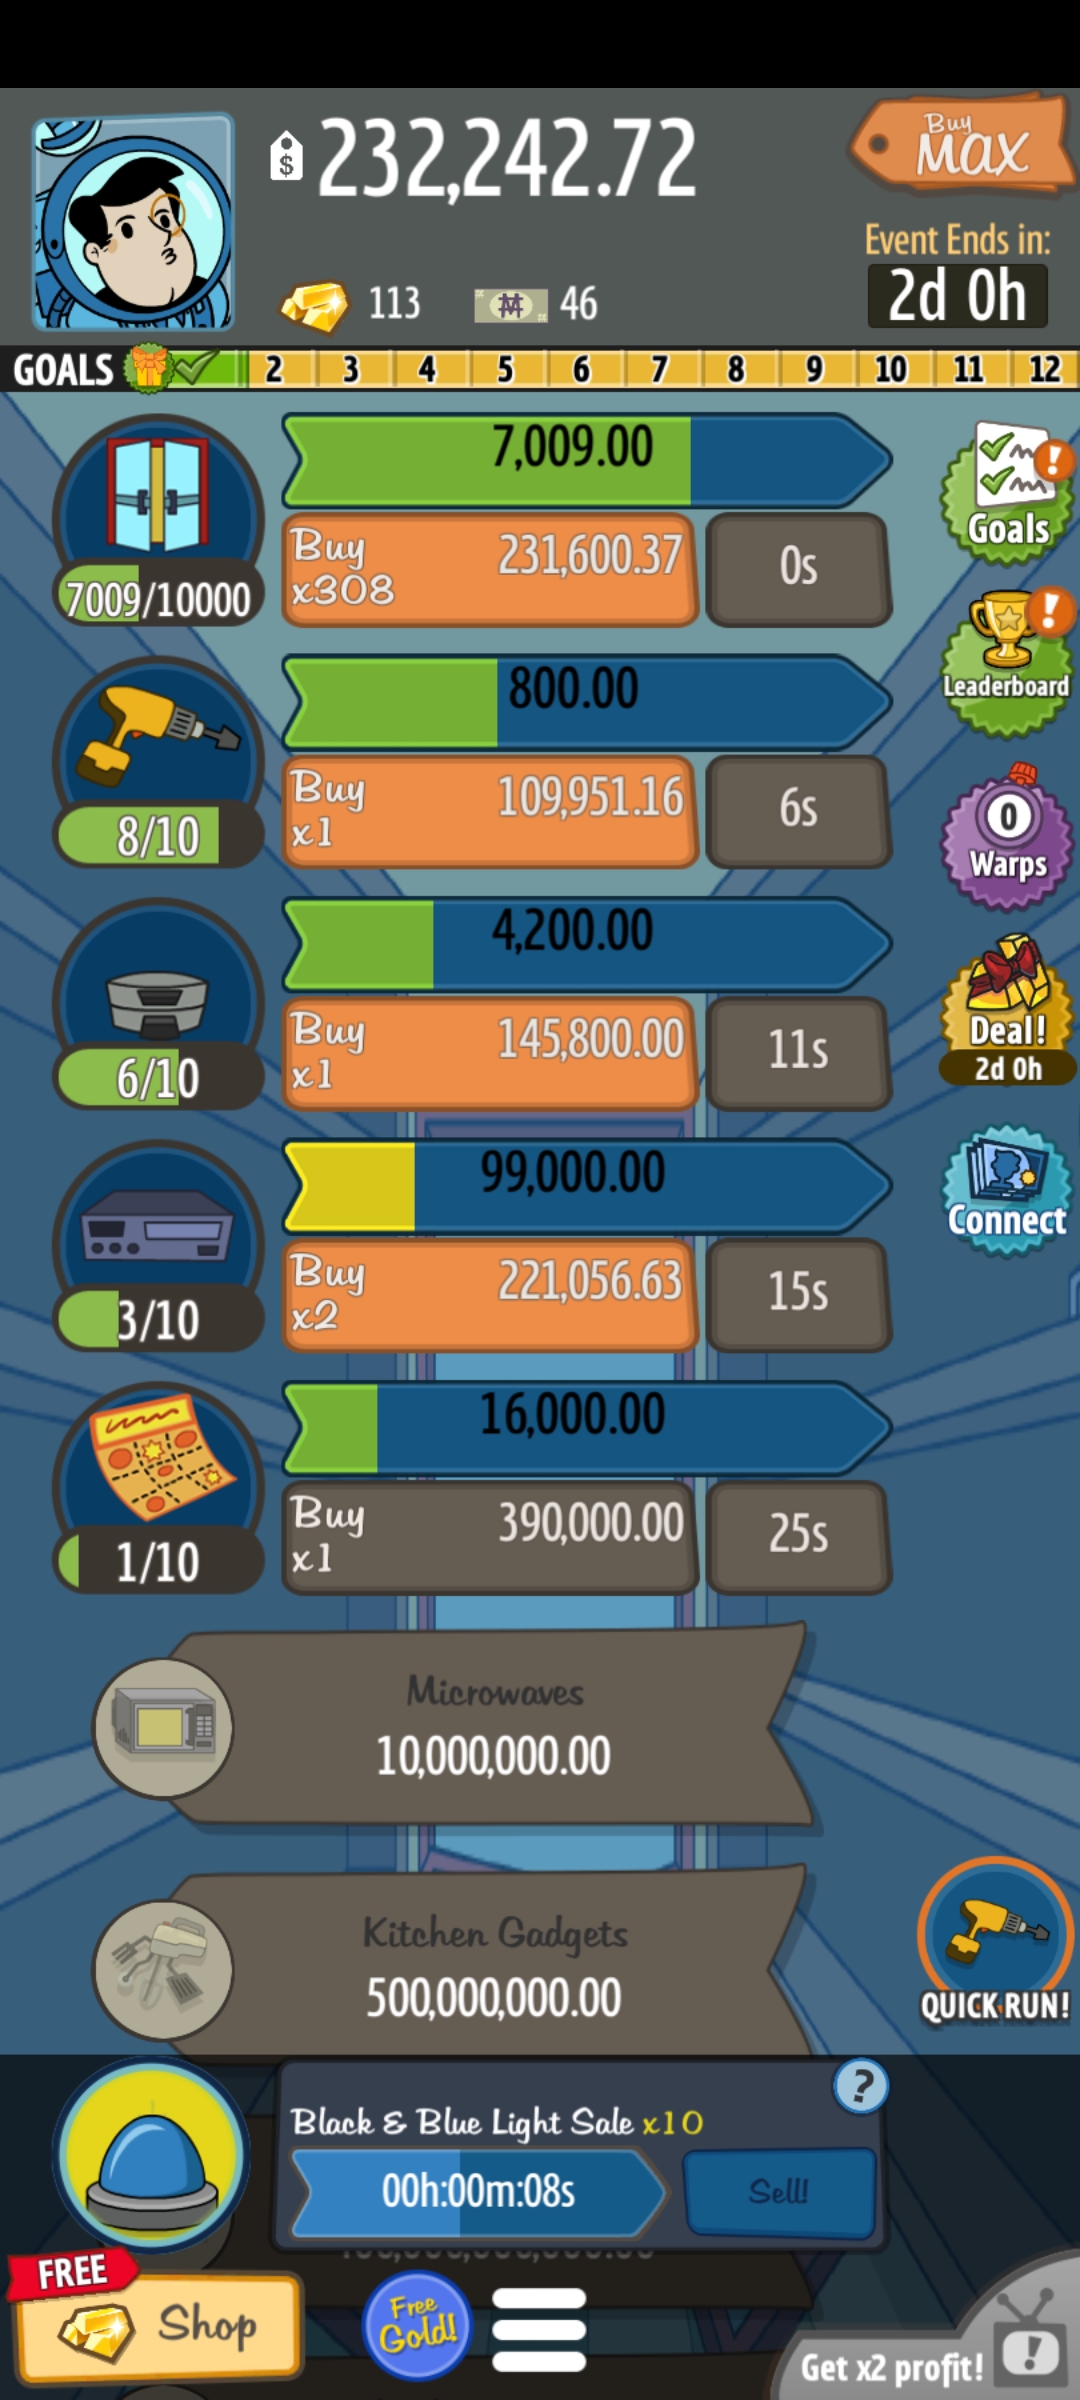 232,242.72
Buy
MAX
Event Ends in:
2d 0h
113
46
GOALS 2 3 4 5 6 7 8 9 10 11 12
7,009.00
Buy
x308
231,600.37
0s
7009/10000
Goals
Leaderboard
800.00
Buy
x1
109,951.16
6s
8/10
0
Warps
4,200.00
Buy
x1
145,800.00
11s
6/10
Deal!
2d 0h
99,000.00
Buy
x2
221,056.63
15s
3/10
Connect
16,000.00
Buy
x1
390,000.00
25s
1/10
Microwaves
10,000,000.00
Kitchen Gadgets
500,000,000.00
QUICK RUN!
?
Black & Blue Light Sale x10
00h:00m:08s
Sell!
FREE
Shop
Free
Gold!
Get x2 profit!